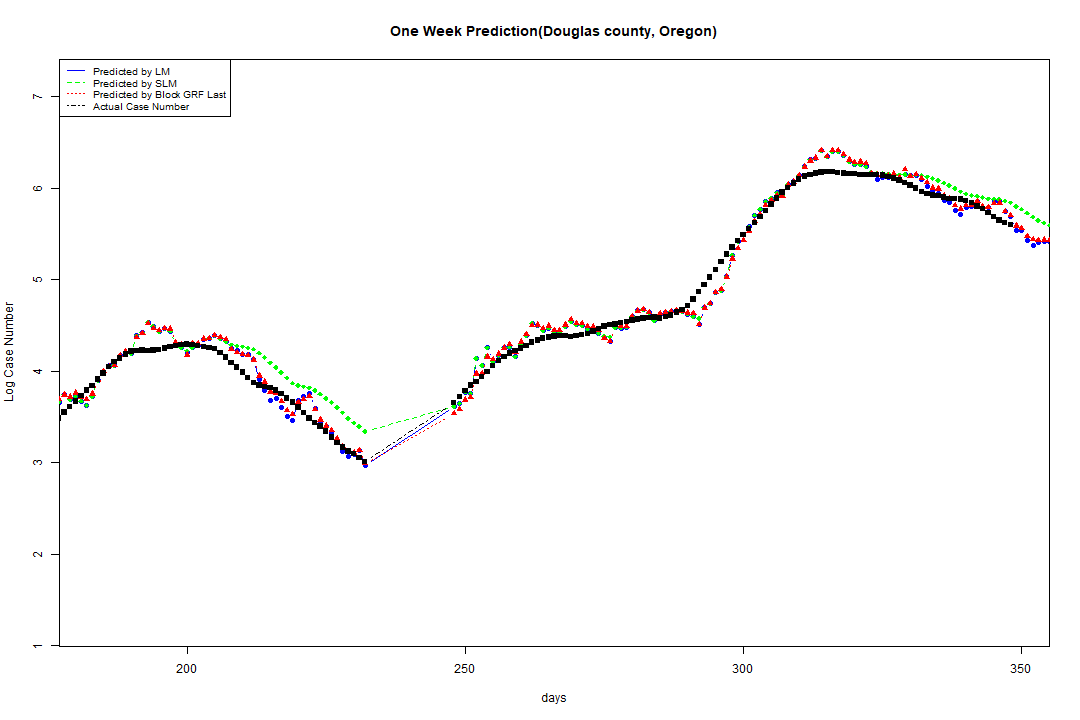 One Week Prediction(Douglas county, Oregon)
Predicted by LM
Predicted by SLM
Predicted by Block GRF Last
Actual Case Number
7
6
5
4
3
2
1
Log Case Number
200 250 300 350
days